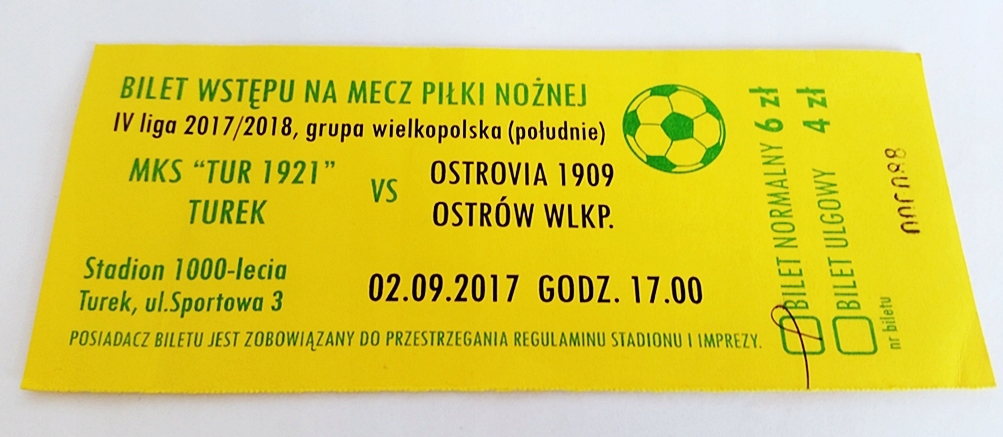 BILET WSTĘPU NA MECZ PIŁKI NOŻNEJ
IV liga 2017/2018, grupa wielkopolska (południe)
MKS "TUR 1921"
TUREK
VS
OSTROVIA 1909
OSTRÓW WLKP.
Stadion 1000-lecia
Turek, ul.Sportowa 3
02.09.2017 GODZ. 17.00
POSIADACZ BILETU JEST ZOBOWIĄZANY DO PRZESTRZEGANIA REGULAMINU STADIONU I IMPREZY.
BILET NORMALNY 6 zł
BILET ULGOWY 4 zł
nr biletu
000088